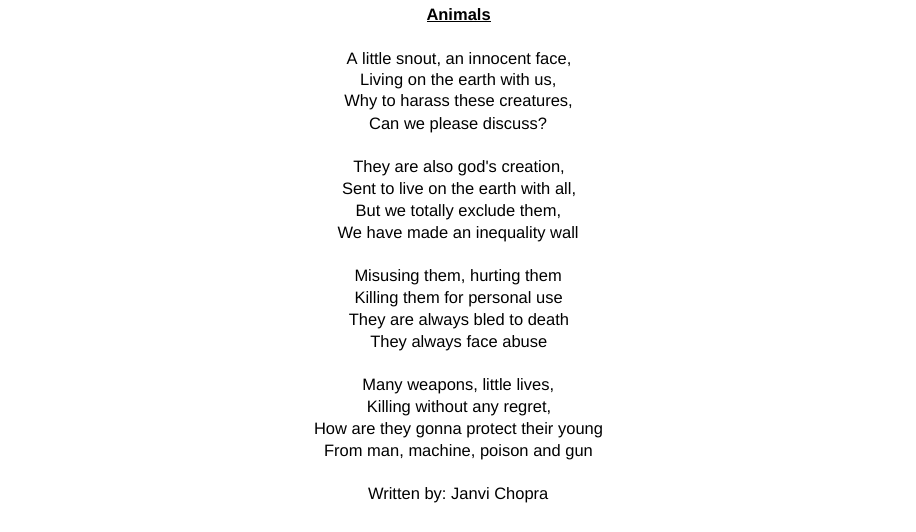 Animals
A little snout, an innocent face,
Living on the earth with us,
Why to harass these creatures,
Can we please discuss?
They are also god's creation,
Sent to live on the earth with all,
But we totally exclude them,
We have made an inequality wall
Misusing them, hurting them
Killing them for personal use
They are always bled to death
They always face abuse
Many weapons, little lives,
Killing without any regret,
How are they gonna protect their young
From man, machine, poison and gun
Written by: Janvi Chopra